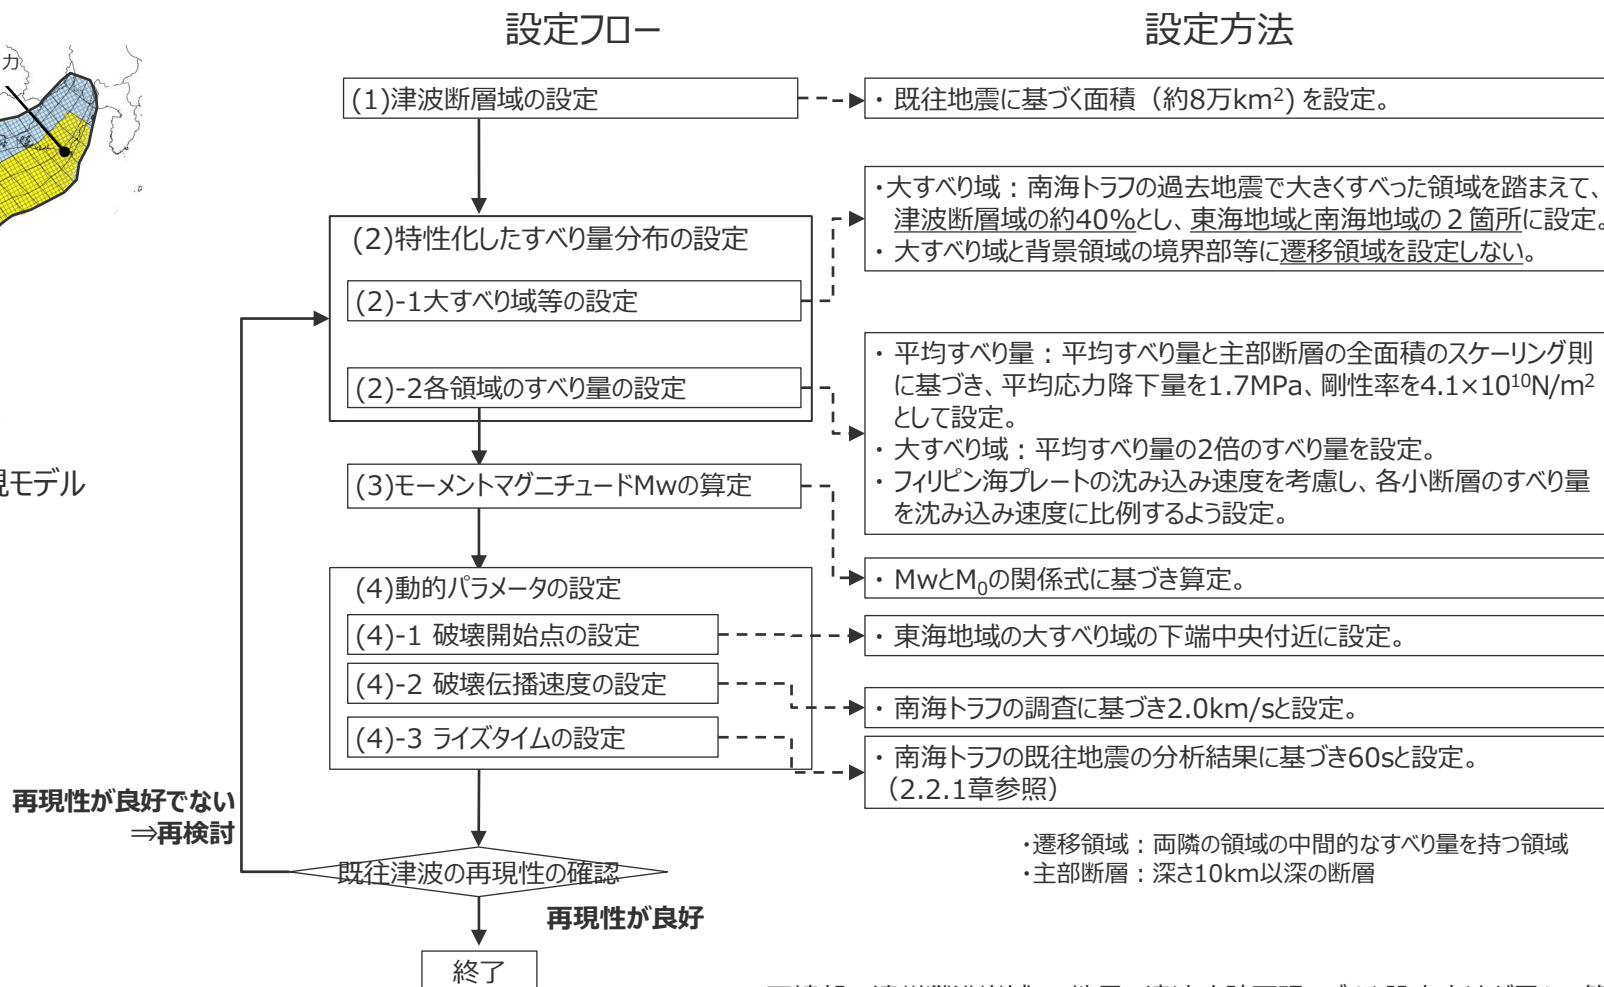 設定フロー
設定方法
カ
(1)津波断層域の設定
・ 既往地震に基づく面積（約8万km²) を設定。
・大すべり域：南海トラフの過去地震で大きくすべった領域を踏まえて、
津波断層域の約40%とし、東海地域と南海地域の２箇所に設定。
・ 大すべり域と背景領域の境界部等に遷移領域を設定しない。
(2)特性化したすべり量分布の設定
(2)-1大すべり域等の設定
(2)-2各領域のすべり量の設定
・ 平均すべり量：平均すべり量と主部断層の全面積のスケーリング則
に基づき、平均応力降下量を1.7MPa、剛性率を4.1×10¹⁰N/m²
として設定。
・ 大すべり域：平均すべり量の2倍のすべり量を設定。
・ フィリピン海プレートの沈み込み速度を考慮し、各小断層のすべり量
を沈み込み速度に比例するよう設定。
現モデル
(3)モーメントマグニチュードMwの算定
・ MwとM₀の関係式に基づき算定。
(4)動的パラメータの設定
(4)-1 破壊開始点の設定
・ 東海地域の大すべり域の下端中央付近に設定。
(4)-2 破壊伝播速度の設定
・ 南海トラフの調査に基づき2.0km/sと設定。
(4)-3 ライズタイムの設定
・ 南海トラフの既往地震の分析結果に基づき60sと設定。
（2.2.1章参照）
再現性が良好でない
⇒再検討
既往津波の再現性の確認
・遷移領域：両隣の領域の中間的なすべり量を持つ領域
・主部断層：深さ10km以深の断層
再現性が良好
終了